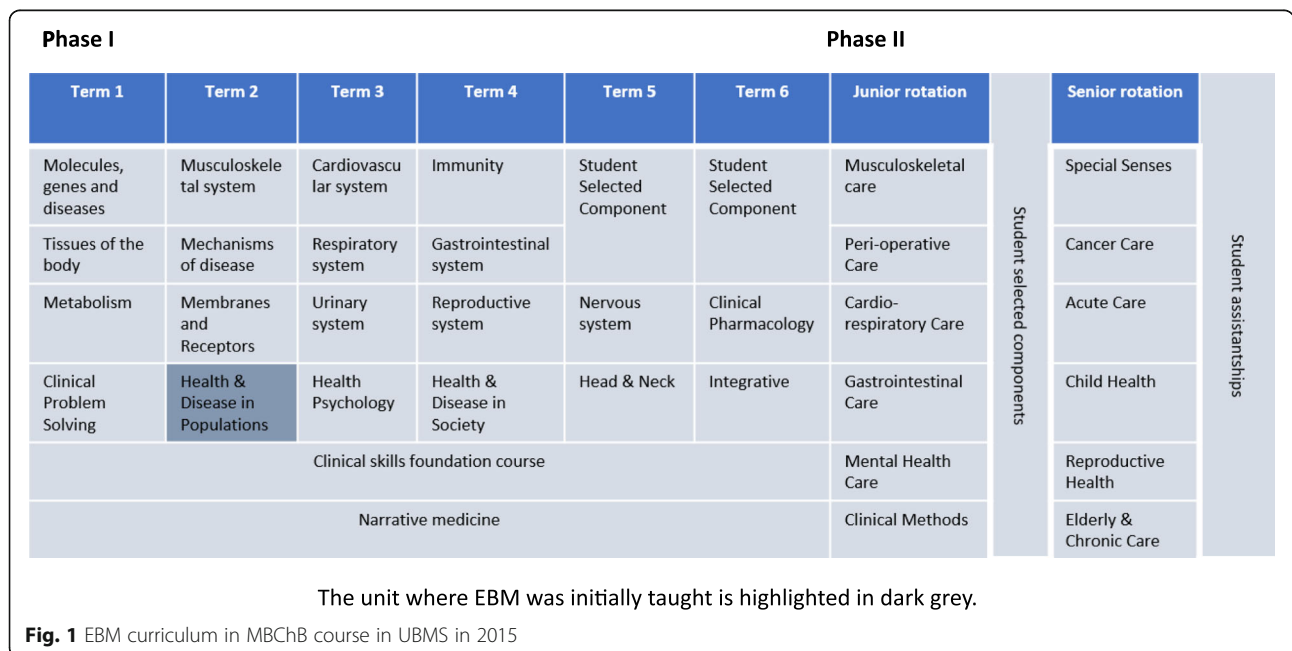 Phase I
Phase II
Term 1
Term 2
Term 3
Term 4
Term 5
Term 6
Junior rotation
Student selected components
Senior rotation
Student assistantships
Molecules,
genes and
diseases
Musculoskele
tal system
Cardiovascu
lar system
Immunity
Student
Selected
Component
Student
Selected
Component
Musculoskeletal
care
Special Senses
Tissues of the
body
Mechanisms
of disease
Respiratory
system
Gastrointestinal
system
Peri-operative
Care
Cancer Care
Metabolism
Membranes
and
Receptors
Urinary
system
Reproductive
system
Nervous
system
Clinical
Pharmacology
Cardio-
respiratory Care
Acute Care
Clinical
Problem
Solving
Health &
Disease in
Populations
Health
Psychology
Health &
Disease in
Society
Head & Neck
Integrative
Gastrointestinal
Care
Child Health
Clinical skills foundation course
Mental Health
Care
Reproductive
Health
Narrative medicine
Clinical Methods
Elderly &
Chronic Care
The unit where EBM was initially taught is highlighted in dark grey.
Fig. 1 EBM curriculum in MBChB course in UBMS in 2015